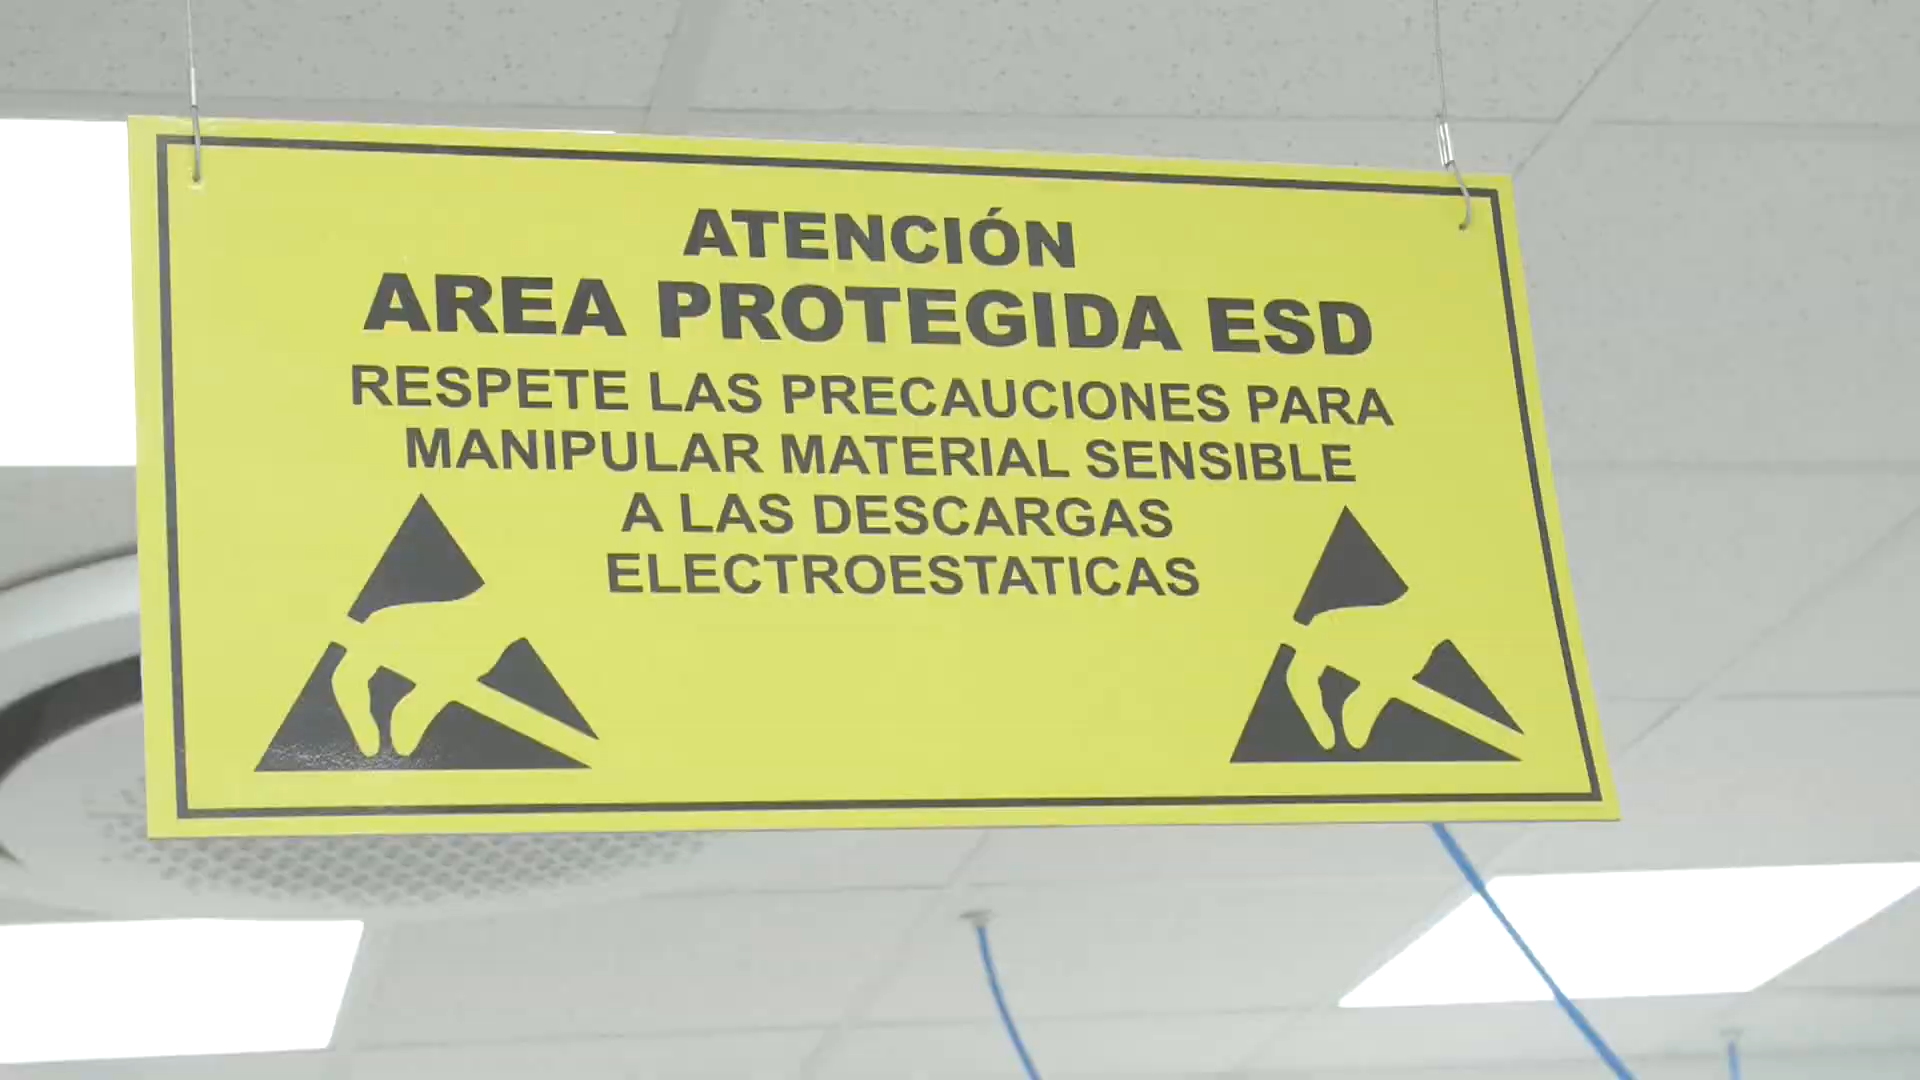 ATENCIÓN
AREA PROTEGIDA ESD
RESPETE LAS PRECAUCIONES PARA
MANIPULAR MATERIAL SENSIBLE
A LAS DESCARGAS
ELECTROESTATICAS